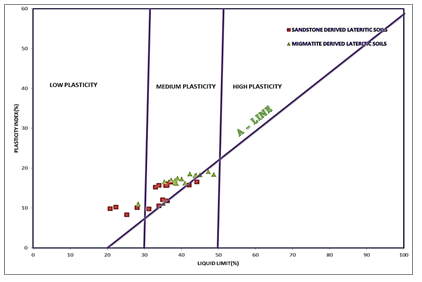 60
SANDSTONE DERIVED LATERITIC SOILS
50
MIGMATITE DERIVED LATERITIC SOILS
LOW PLASTICITY
MEDIUM PLASTICITY
HIGH PLASTICITY
40
PLASTICITY INDEX(%)
A - LINE
30
20
10
0
0 10 20 30 40 50 60 70 80 90 100
LIQUID LIMIT(%)